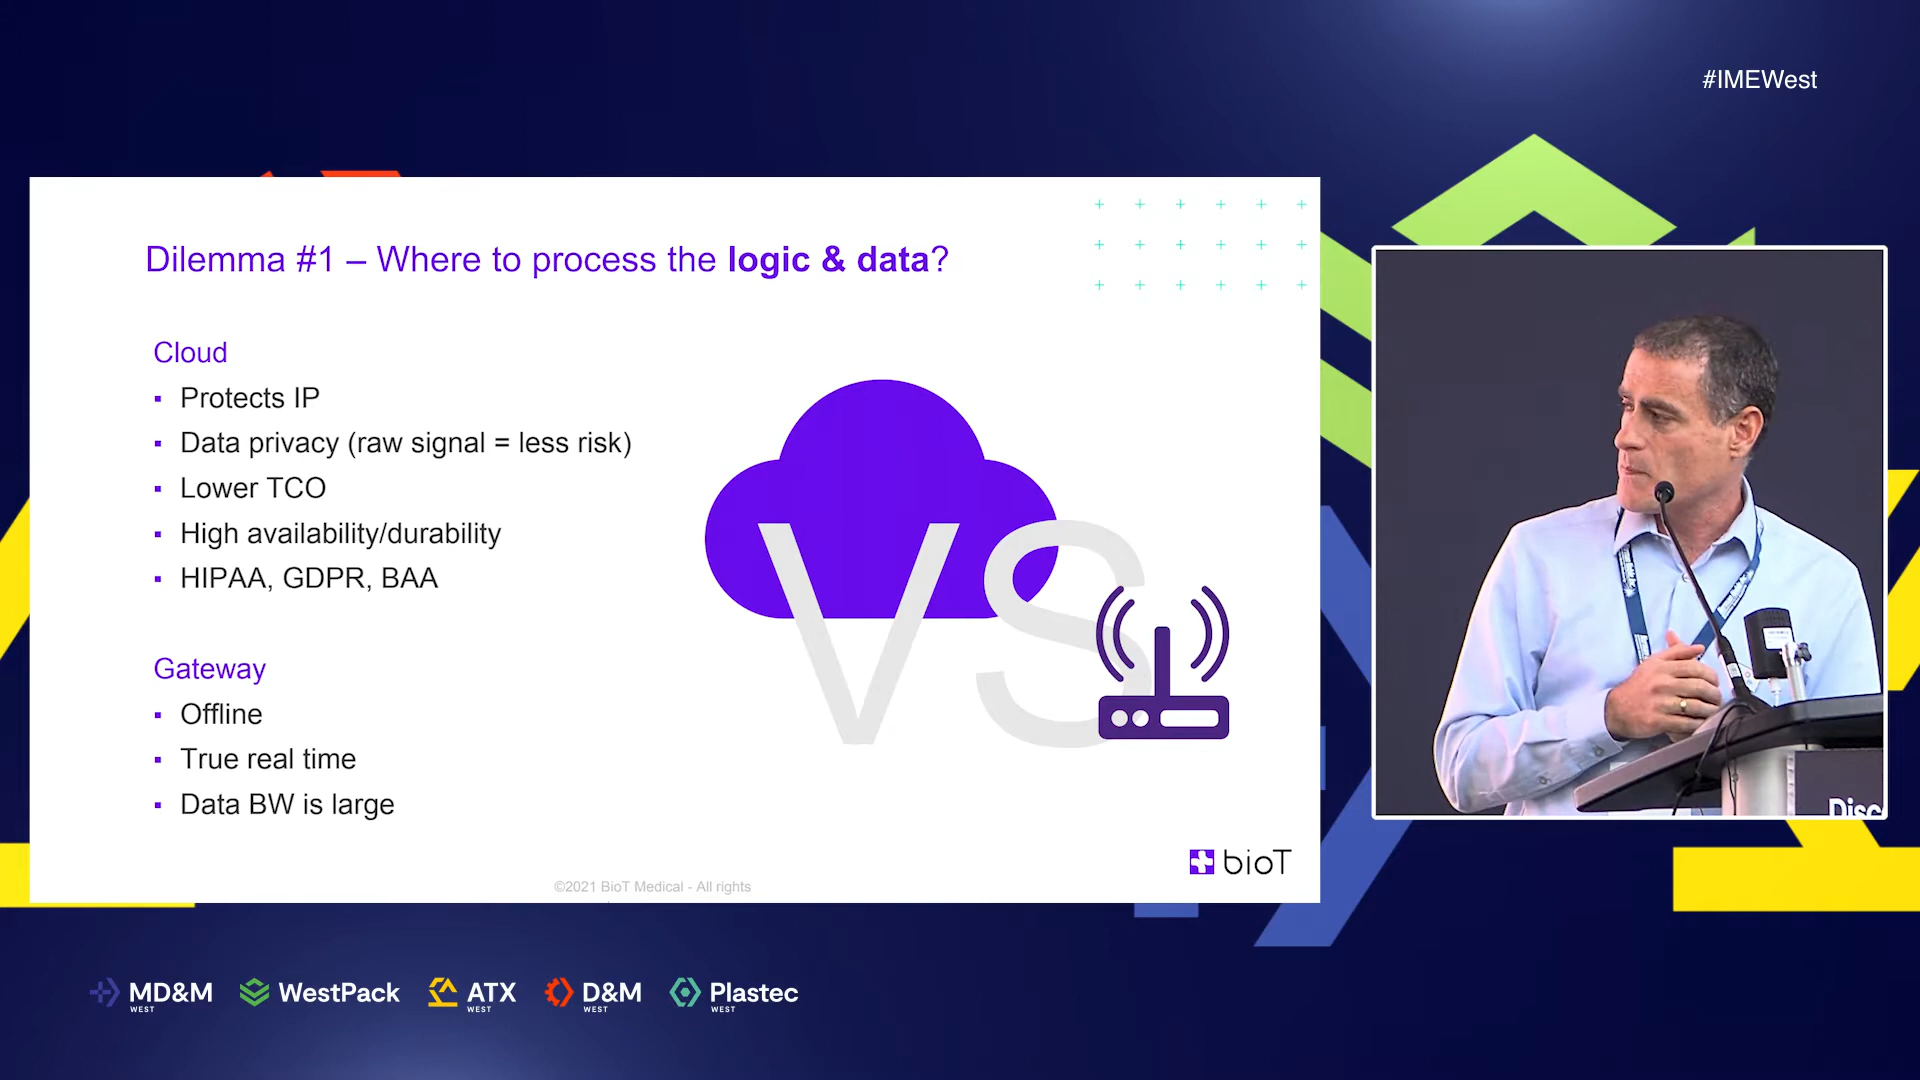 #IMEWest
Dilemma #1 – Where to process the logic & data?
Cloud
▪ Protects IP
▪ Data privacy (raw signal = less risk)
▪ Lower TCO
▪ High availability/durability
▪ HIPAA, GDPR, BAA
Gateway
▪ Offline
▪ True real time
▪ Data BW is large
VS
bioT
©2021 BioT Medical - All rights
Disc
MD&M WEST
WestPack
ATX WEST
D&M WEST
Plastec WEST